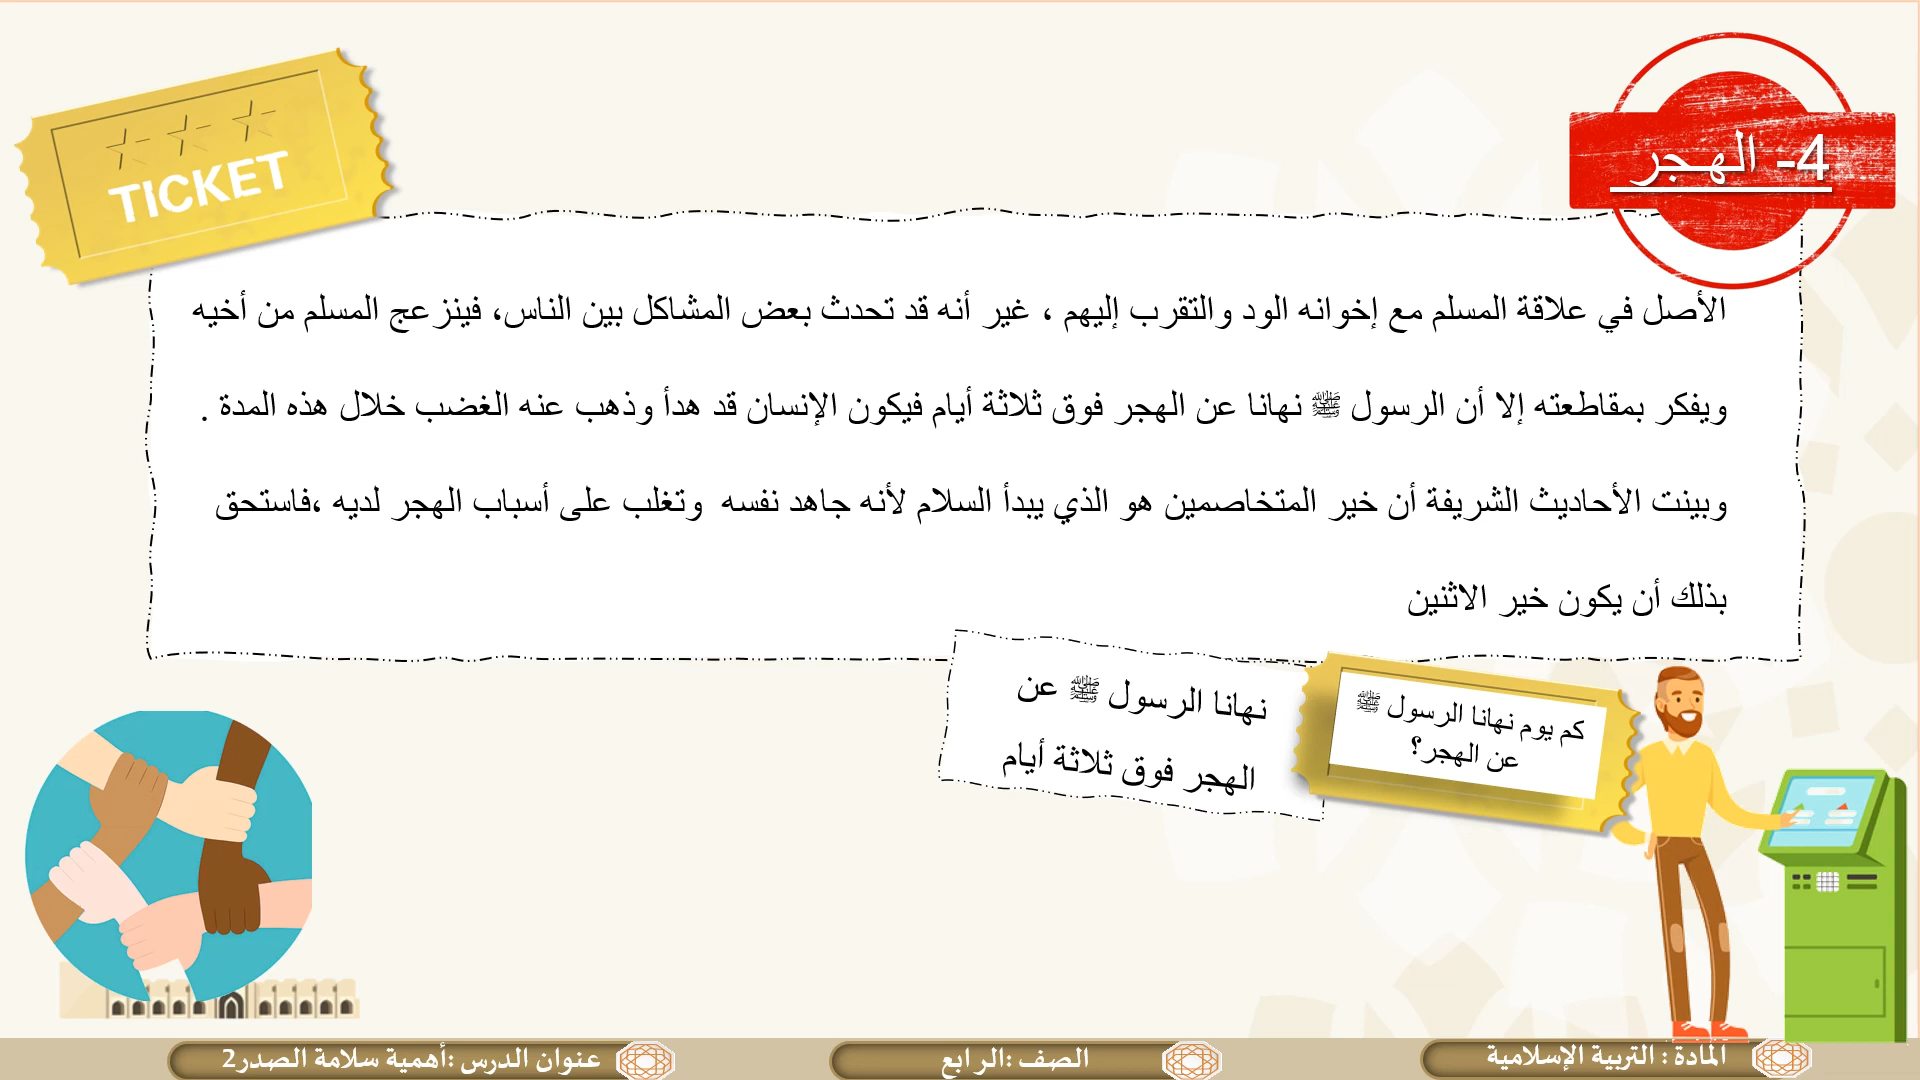 TICKET
4- الهجر
الأصل في علاقة المسلم مع إخوانه الود والتقرب إليهم ، غير أنه قد تحدث بعض المشاكل بين الناس، فينزعج المسلم من أخيه
ويفكر بمقاطعته إلا أن الرسول ﷺ نهانا عن الهجر فوق ثلاثة أيام فيكون الإنسان قد هدأ وذهب عنه الغضب خلال هذه المدة .
وبينت الأحاديث الشريفة أن خير المتخاصمين هو الذي يبدأ السلام لأنه جاهد نفسه وتغلب على أسباب الهجر لديه ،فاستحق
بذلك أن يكون خير الاثنين
كم يوم نهانا الرسول ﷺ
عن الهجر؟
نهانا الرسول ﷺ عن
الهجر فوق ثلاثة أيام
المادة : التربية الإسلامية
الصف :الرابع
عنوان الدرس :أهمية سلامة الصدر2